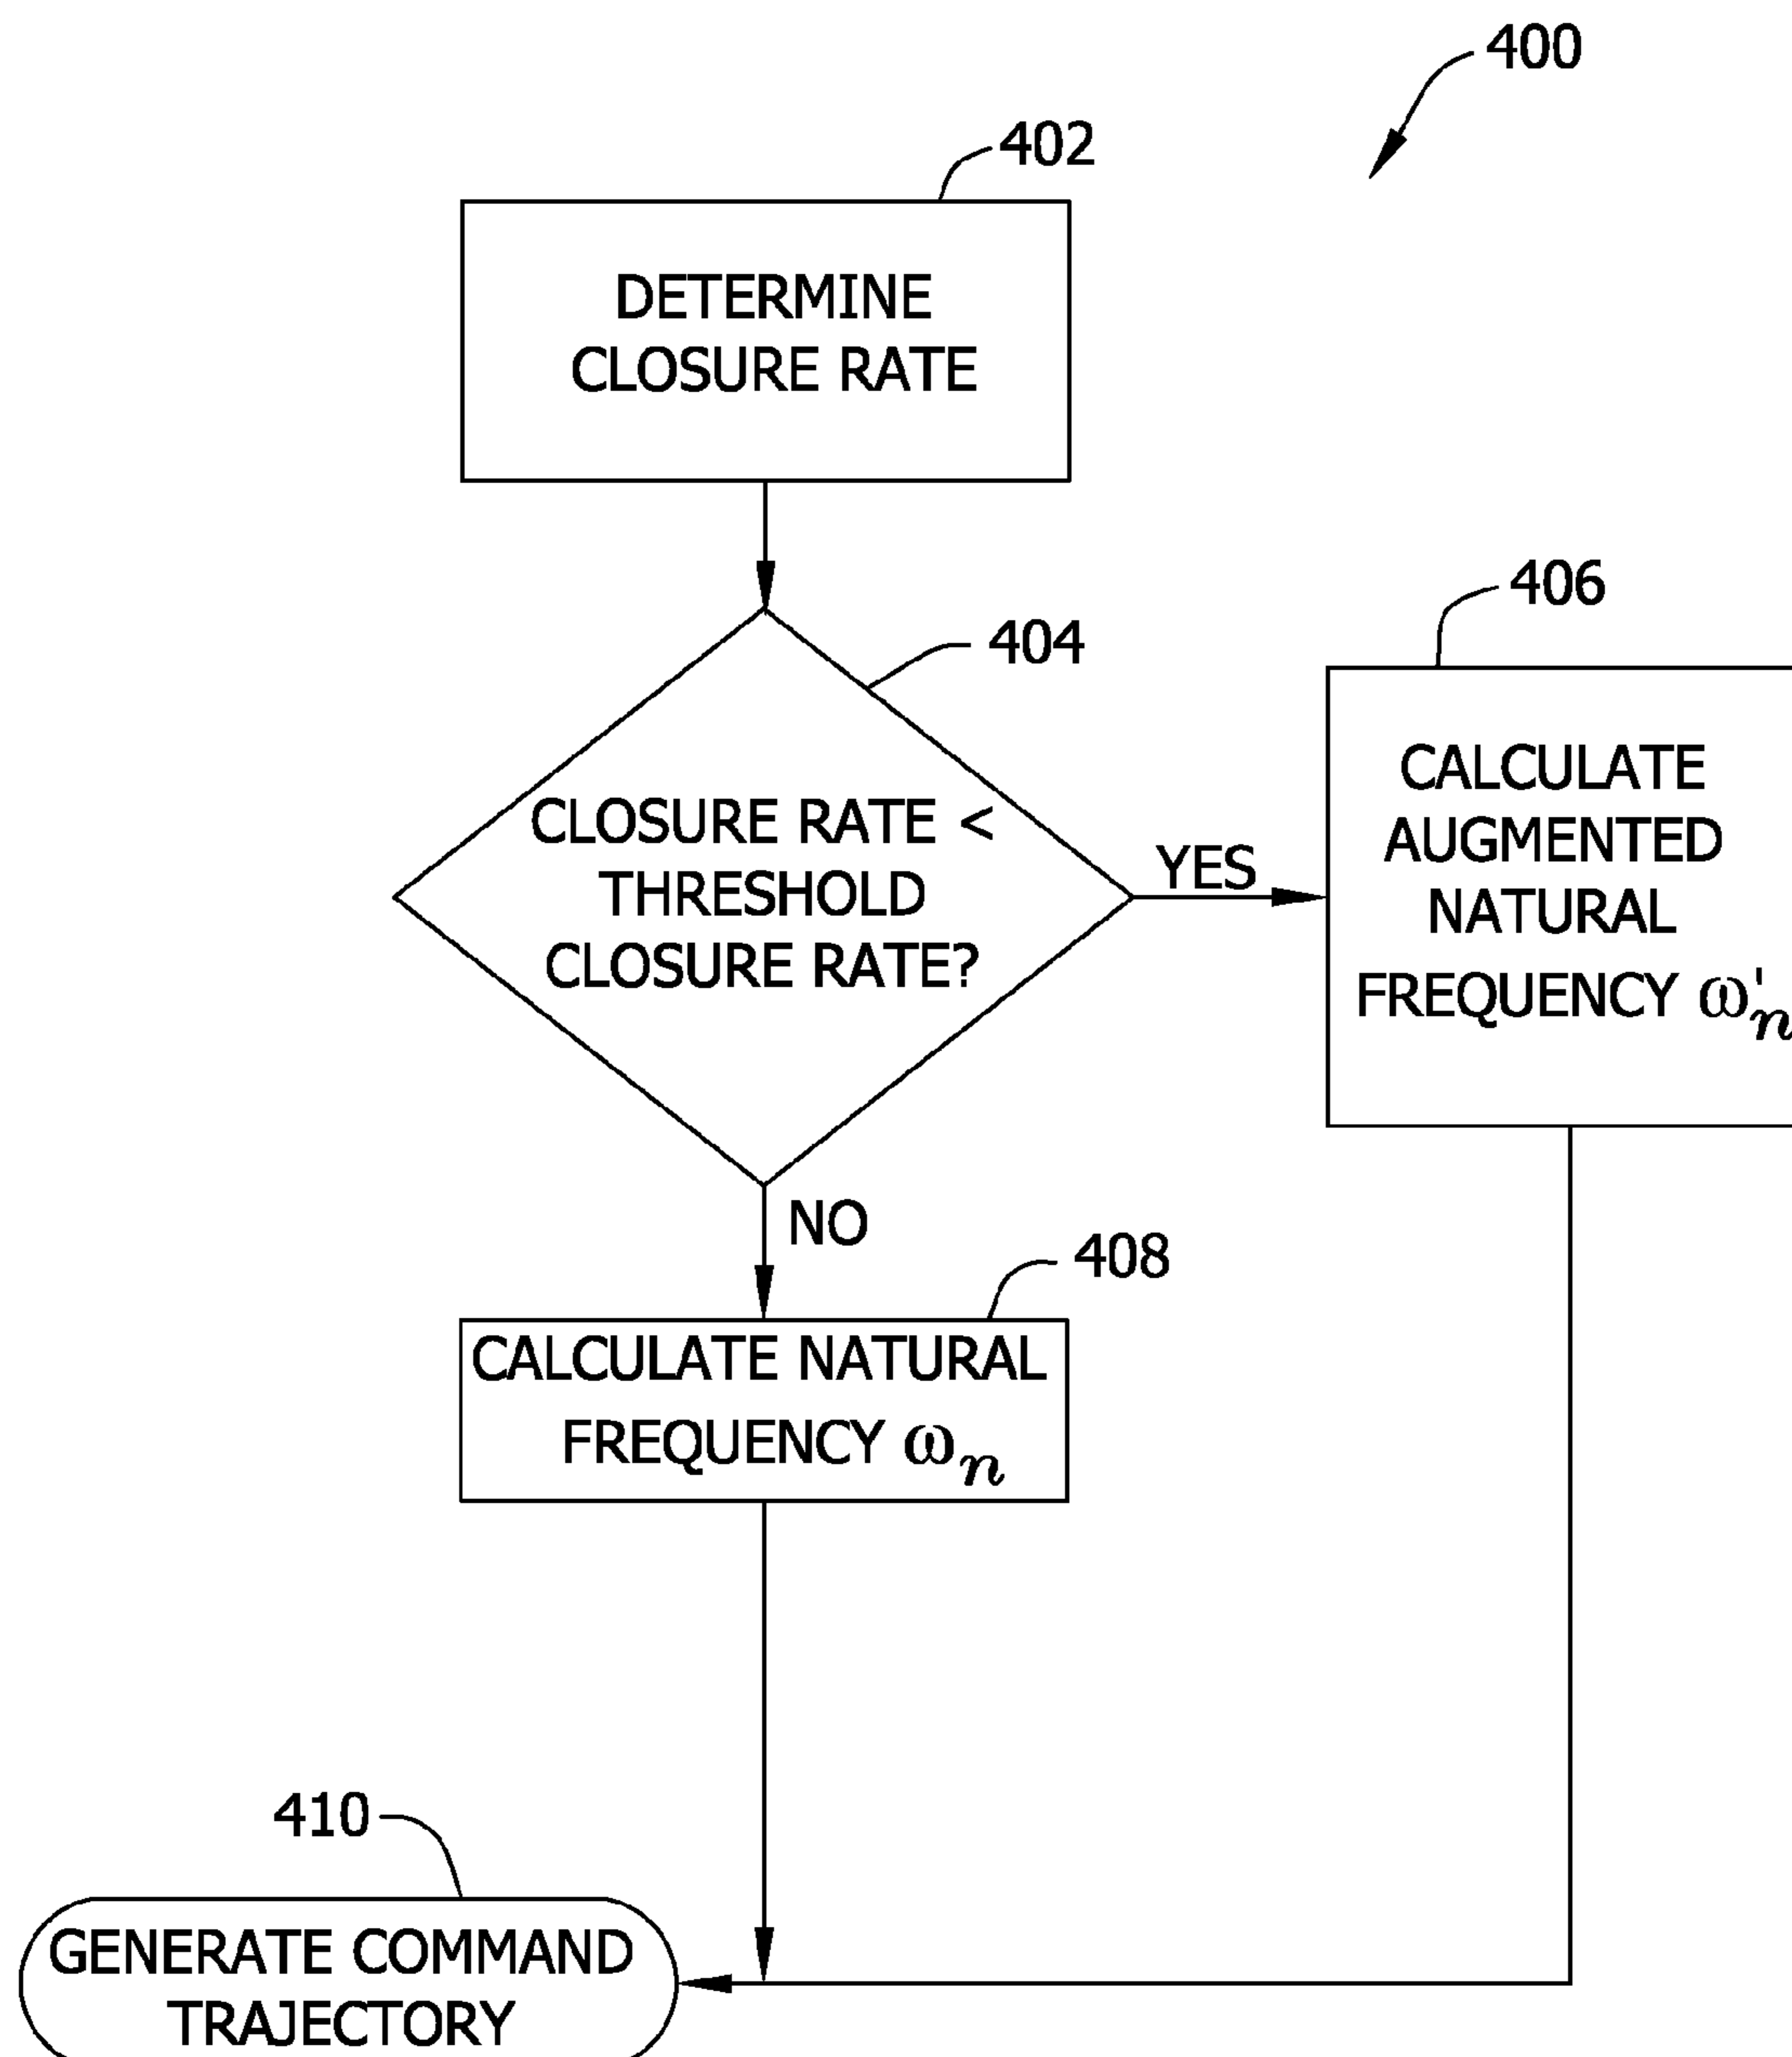 400
402
DETERMINE
CLOSURE RATE
404
CLOSURE RATE <
THRESHOLD
CLOSURE RATE?
YES
406
CALCULATE
AUGMENTED
NATURAL
FREQUENCY ω'n
NO
408
CALCULATE NATURAL
FREQUENCY ωn
410
GENERATE COMMAND
TRAJECTORY